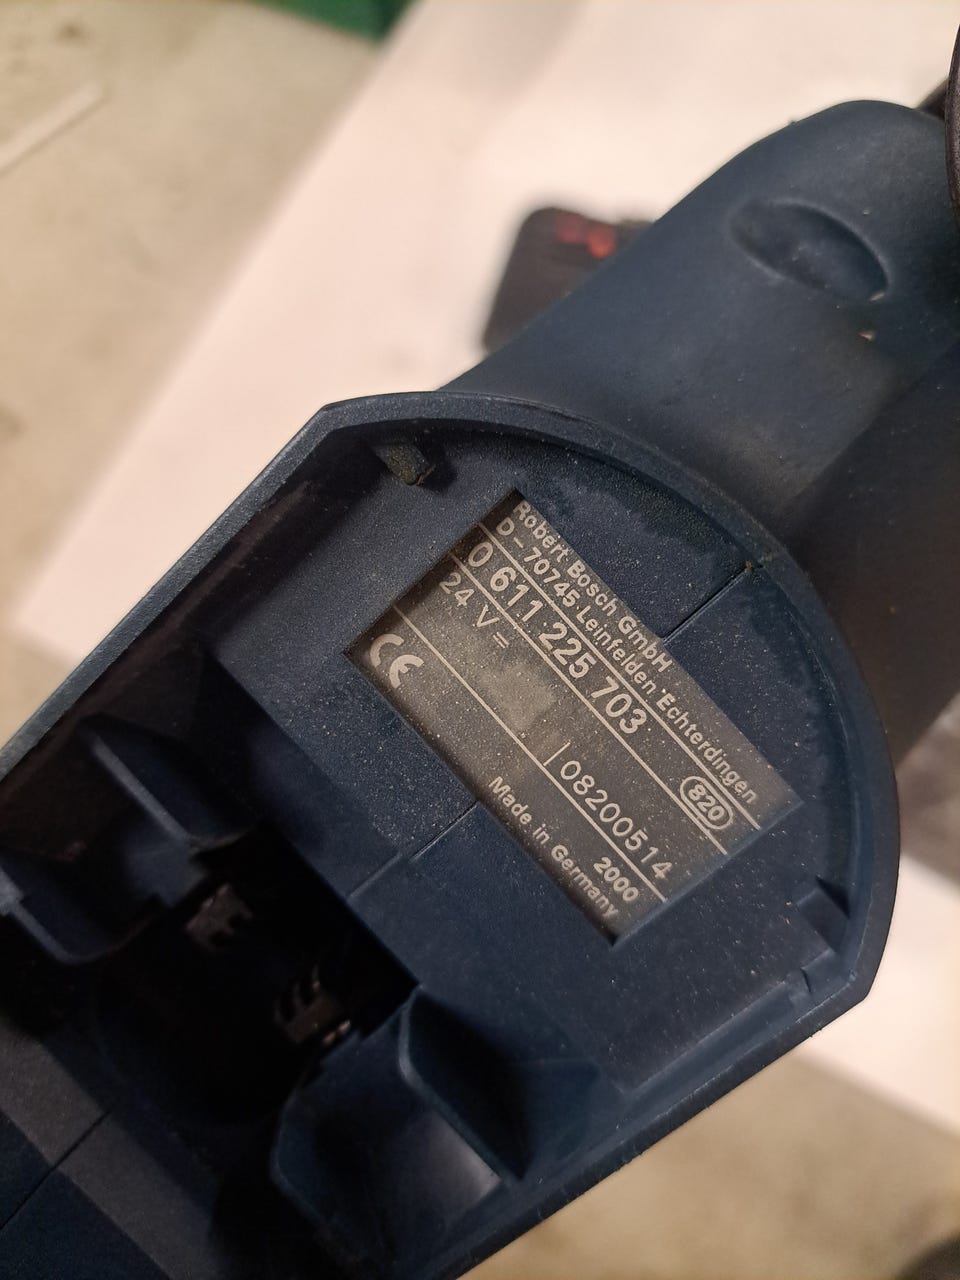 Robert Bosch GmbH
D-70745 Leinfelden-Echterdingen
0 611 225 703 820
24 V=
08200514
CE 2000
Made in Germany